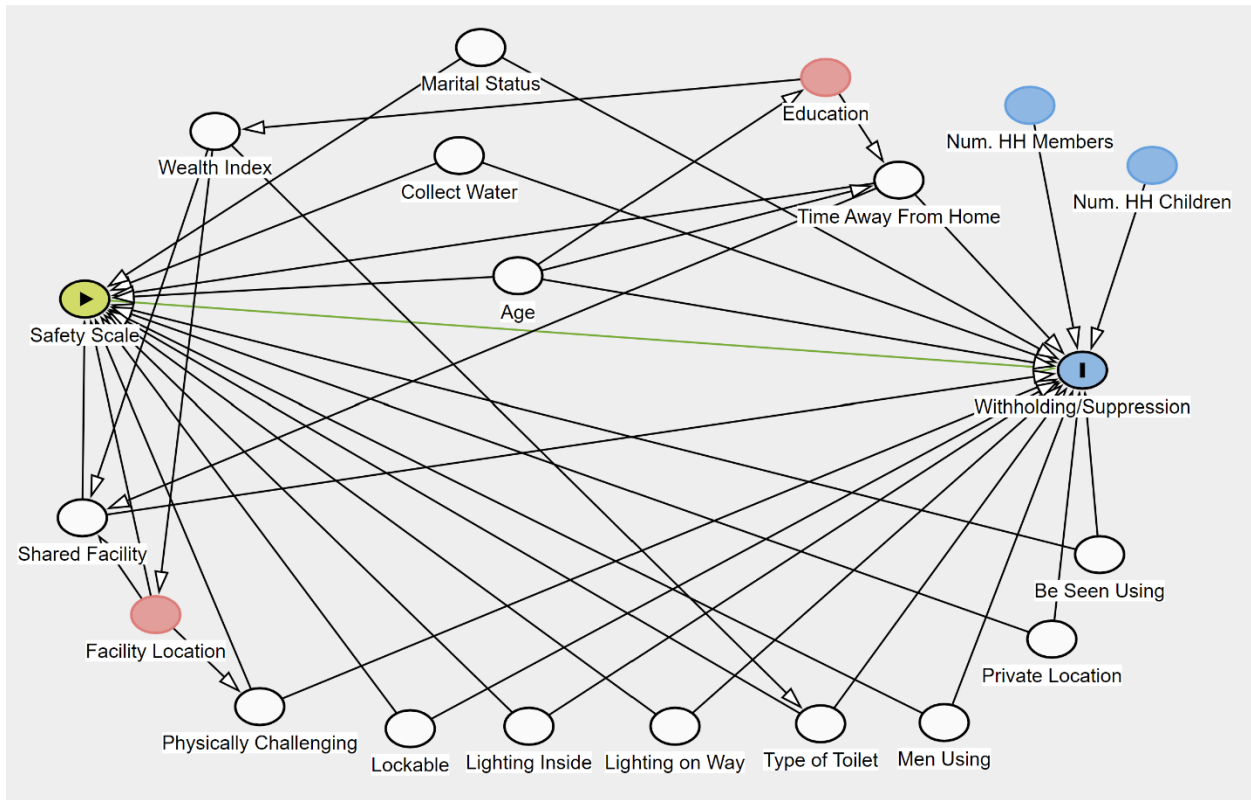 Marital Status
Education
Num. HH Members
Wealth Index
Collect Water
Num. HH Children
Time Away From Home
Age
Safety Scale
Withholding/Suppression
Shared Facility
Be Seen Using
Facility Location
Private Location
Physically Challenging
Lockable
Lighting Inside
Lighting on Way
Type of Toilet
Men Using